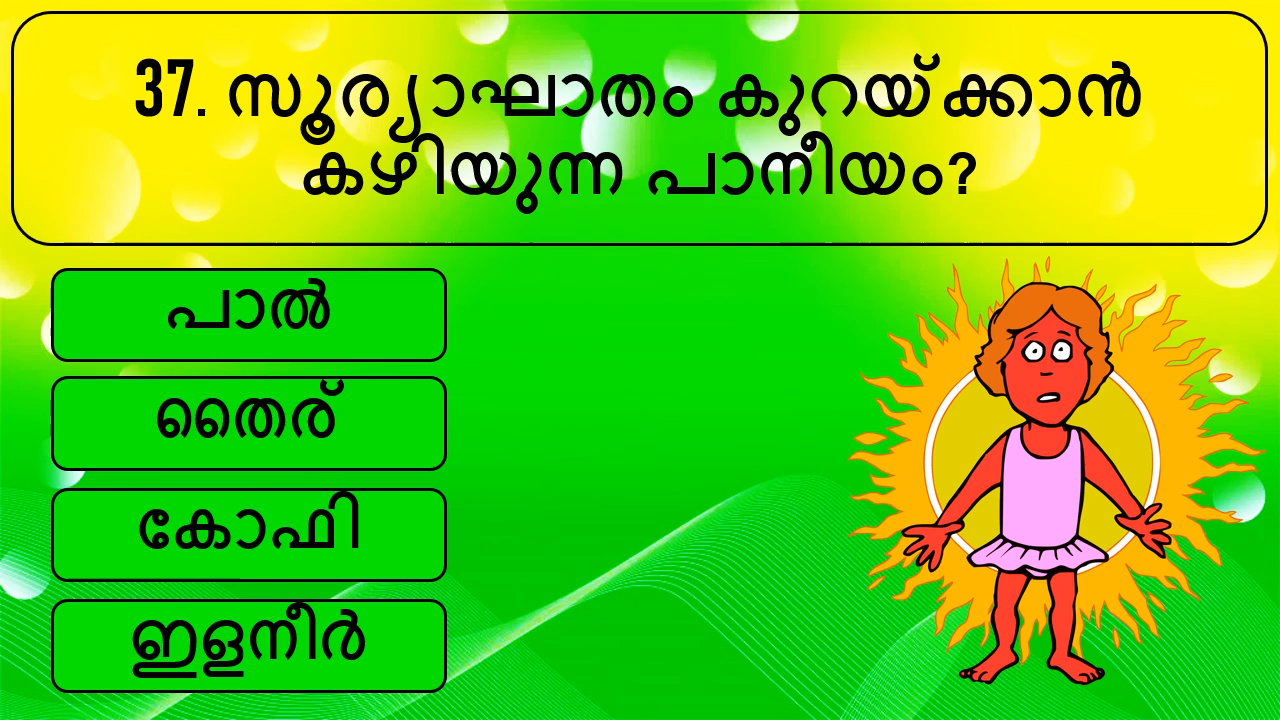 37. സൂര്യാഘാതം കുറയ്ക്കാൻ
കഴിയുന്ന പാനീയം?
പാൽ
തൈര്
കോഫി
ഇളനീർ